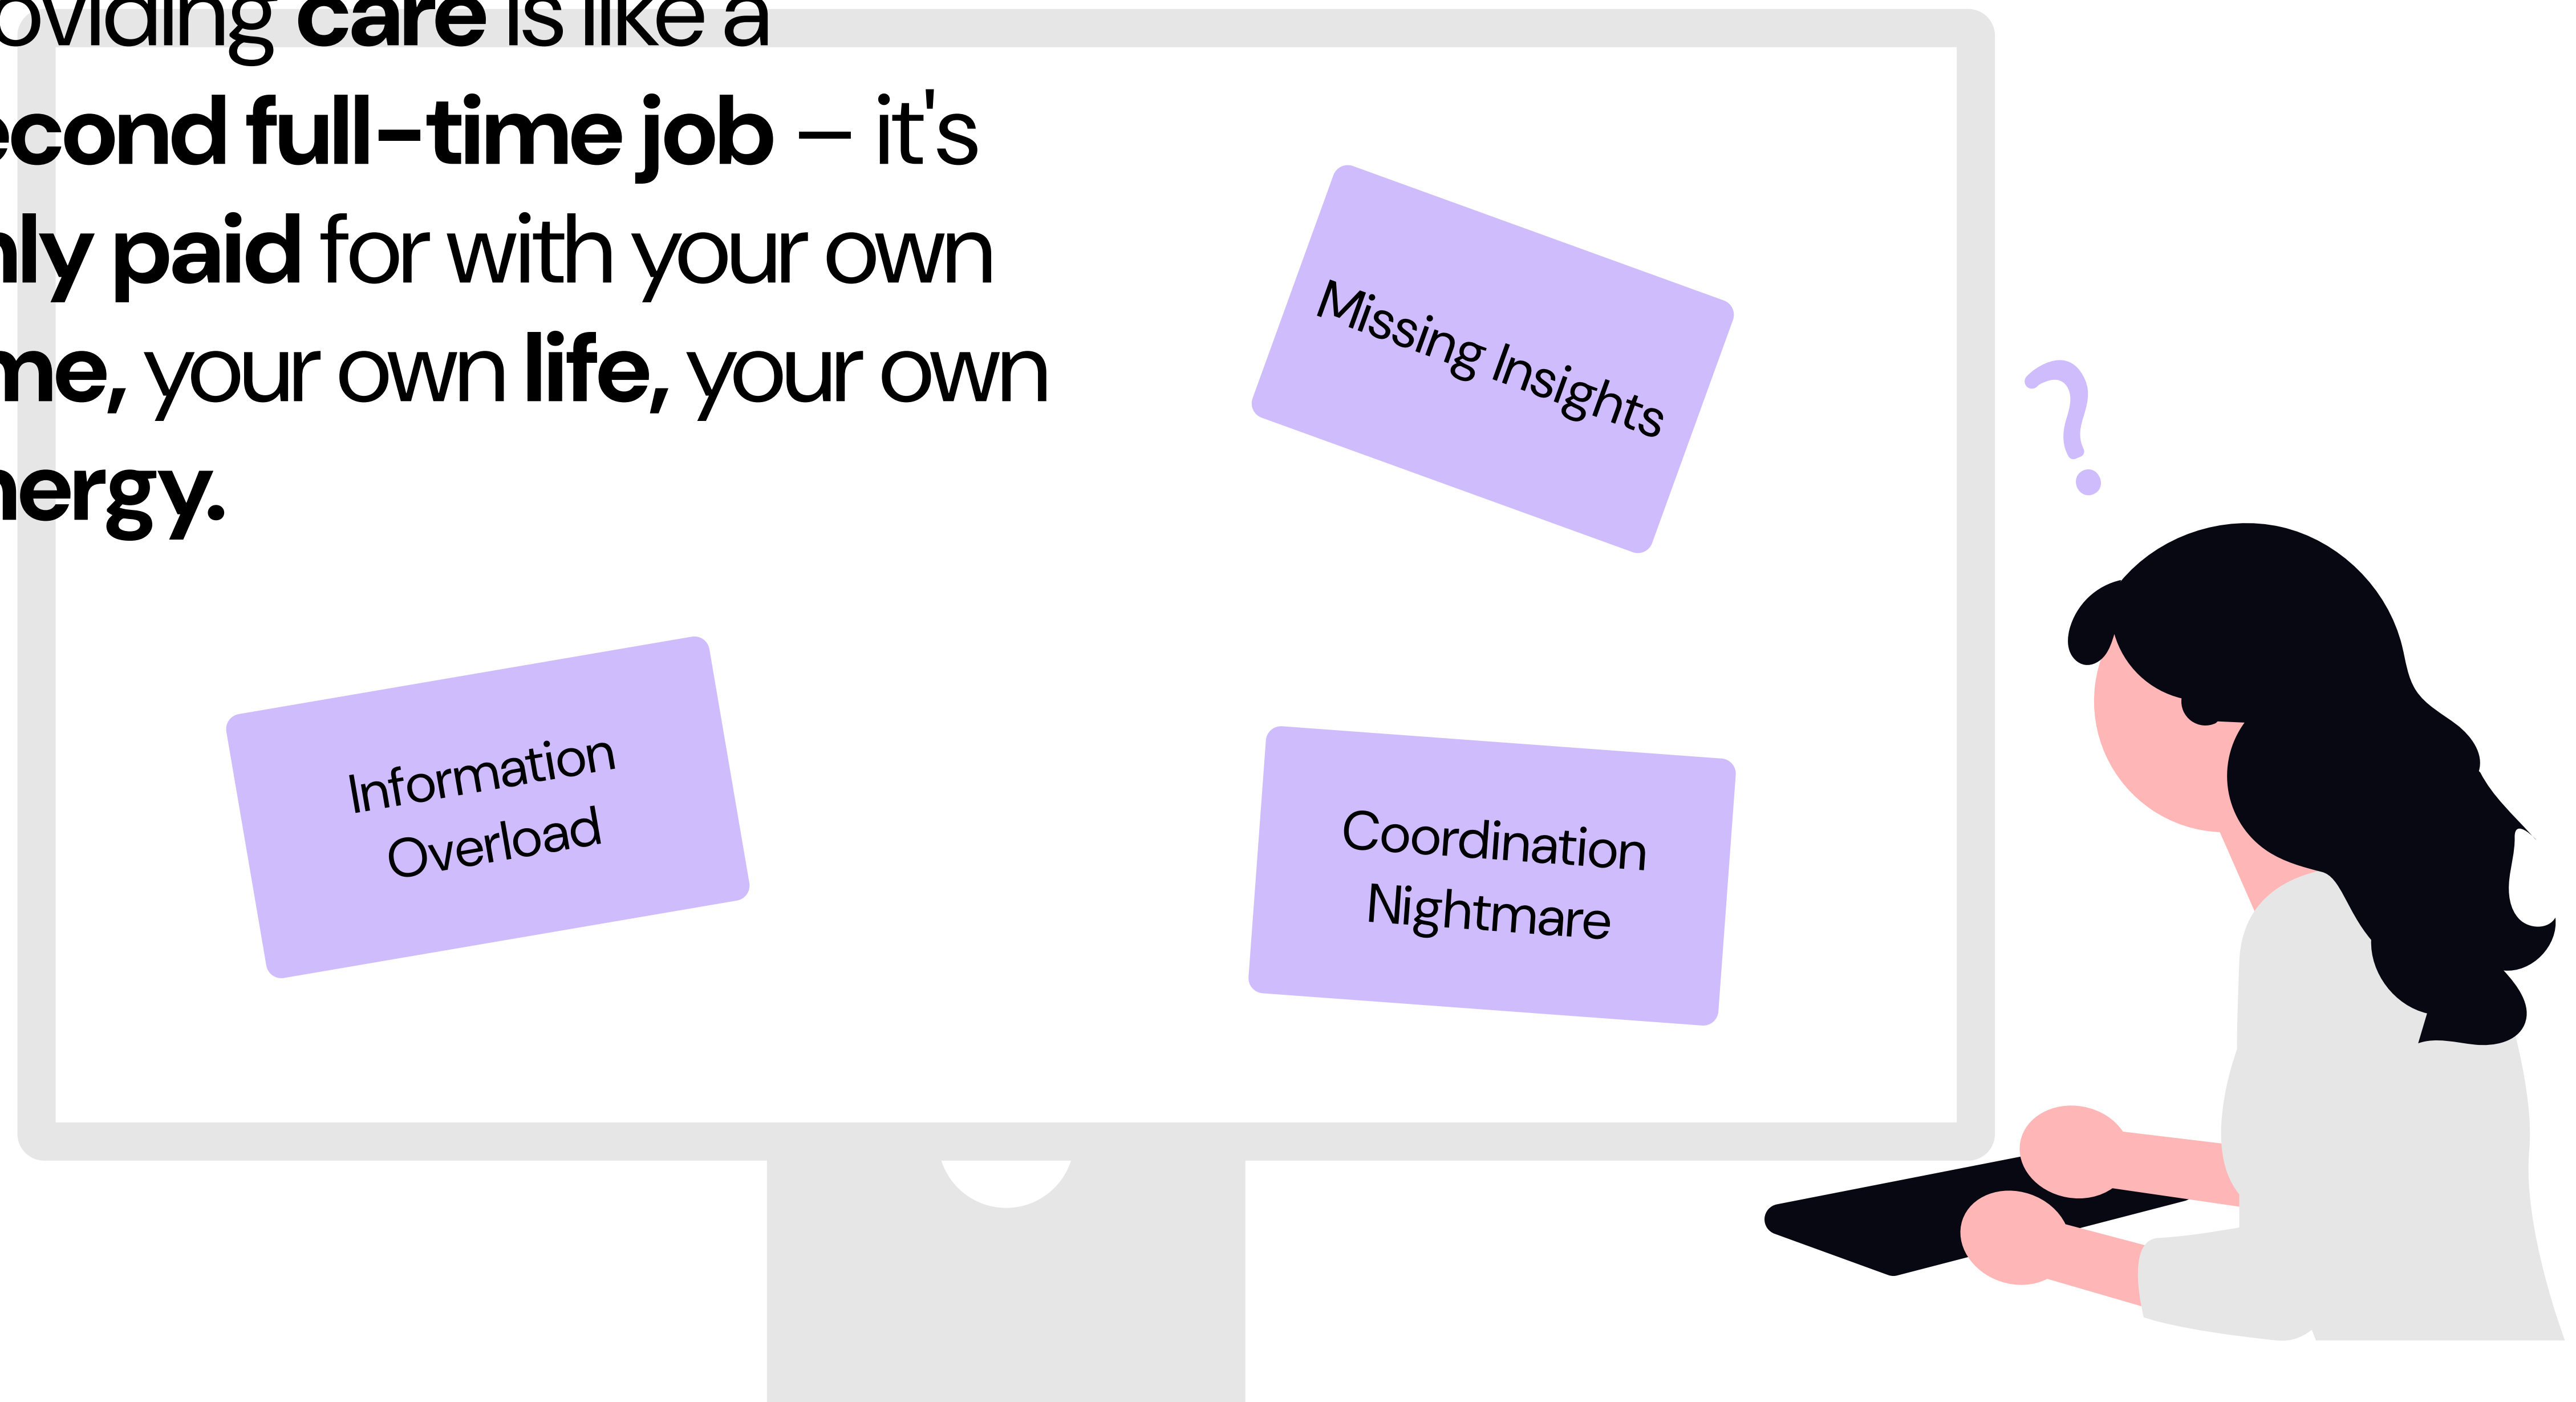 oviding care is like a
econd full-time job – it's
nly paid for with your own
me, your own life, your own
nergy.
Missing Insights
Information
Overload
Coordination
Nightmare
?